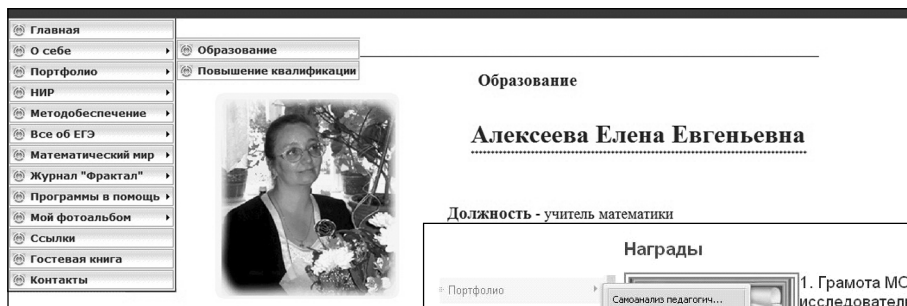 Главная
О себе
Портфолио
НИР
Методобеспечение
Все об ЕГЭ
Математический мир
Журнал "Фрактал"
Программы в помощь
Мой фотоальбом
Ссылки
Гостевая книга
Контакты
Образование
Повышение квалификации
Образование
Алексеева Елена Евгеньевна
Должность - учитель математики
Награды
Портфолио
Самоанализ педагогич...
1. Грамота МО
исследовател